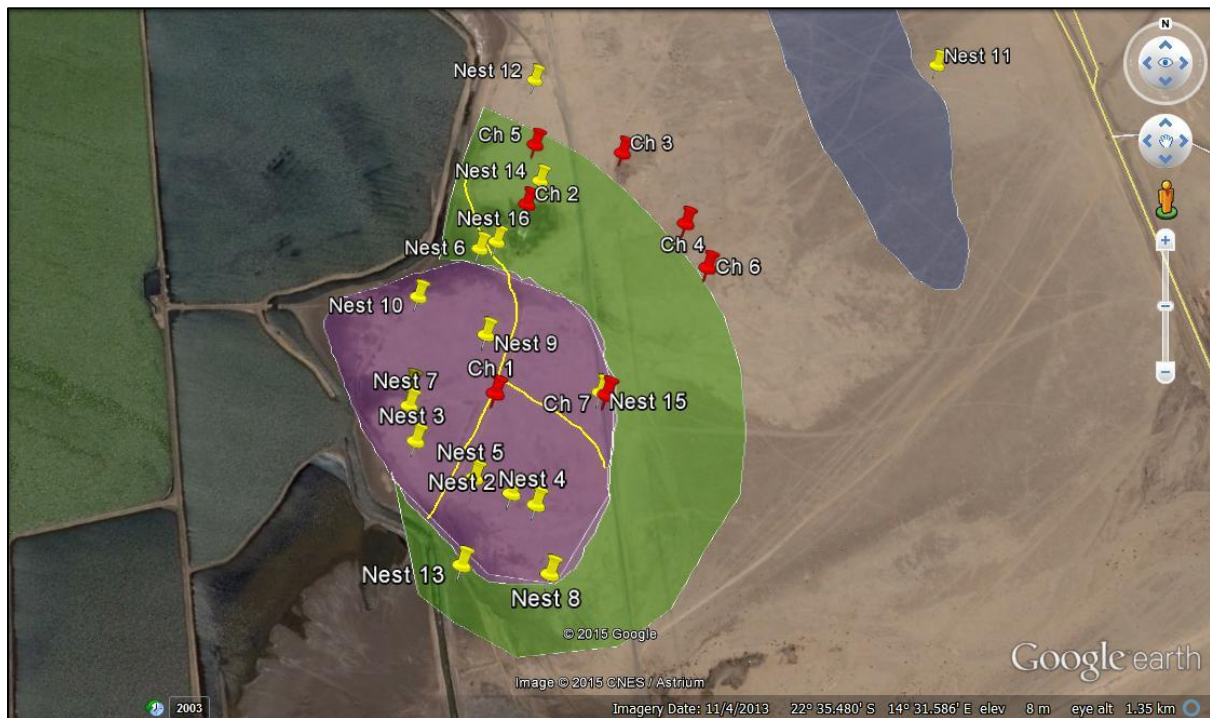 N
Nest 11
Nest 12
Ch 5
Ch 3
Nest 14
Ch 2
Nest 16
Nest 6
Ch 4
Ch 6
Nest 10
Nest 9
Ch 1
Nest 7
Ch 7
Nest 15
Nest 3
Nest 5
Nest 2
Nest 4
Nest 13
Nest 8
© 2015 Google
Google earth
Image © 2015 CNES / Astrium
2003
Imagery Date: 11/4/2013 22° 35.480' S 14° 31.586' E elev 8 m eye alt 1.35 km